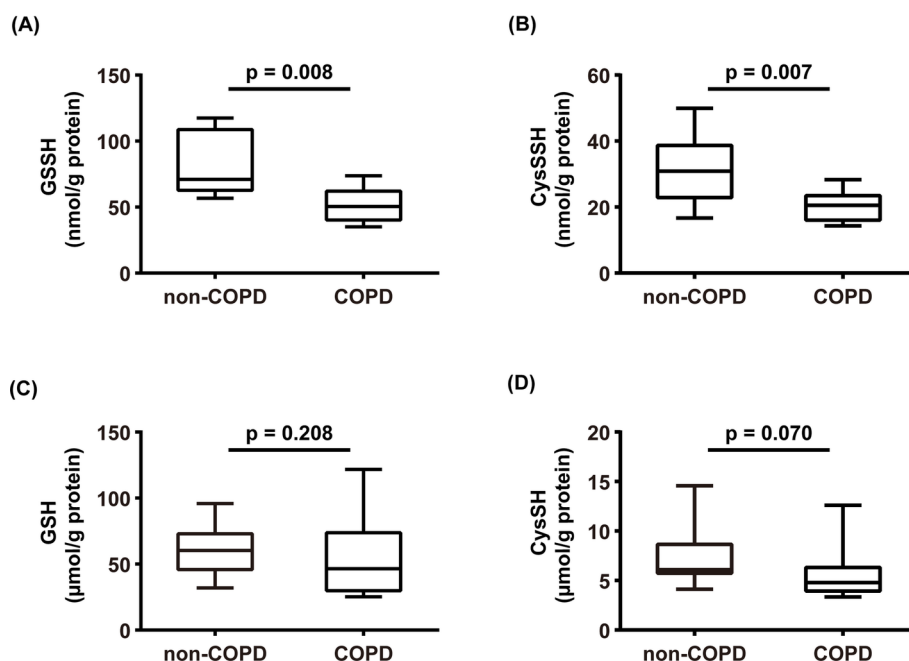 (A)
p = 0.008
GSSH
(nmol/g protein)
150
100
50
0
non-COPD
COPD
(B)
p = 0.007
CysSSH
(nmol/g protein)
60
40
20
0
non-COPD
COPD
(C)
p = 0.208
GSH
(µmol/g protein)
150
100
50
0
non-COPD
COPD
(D)
p = 0.070
CysSH
(µmol/g protein)
20
15
10
5
0
non-COPD
COPD